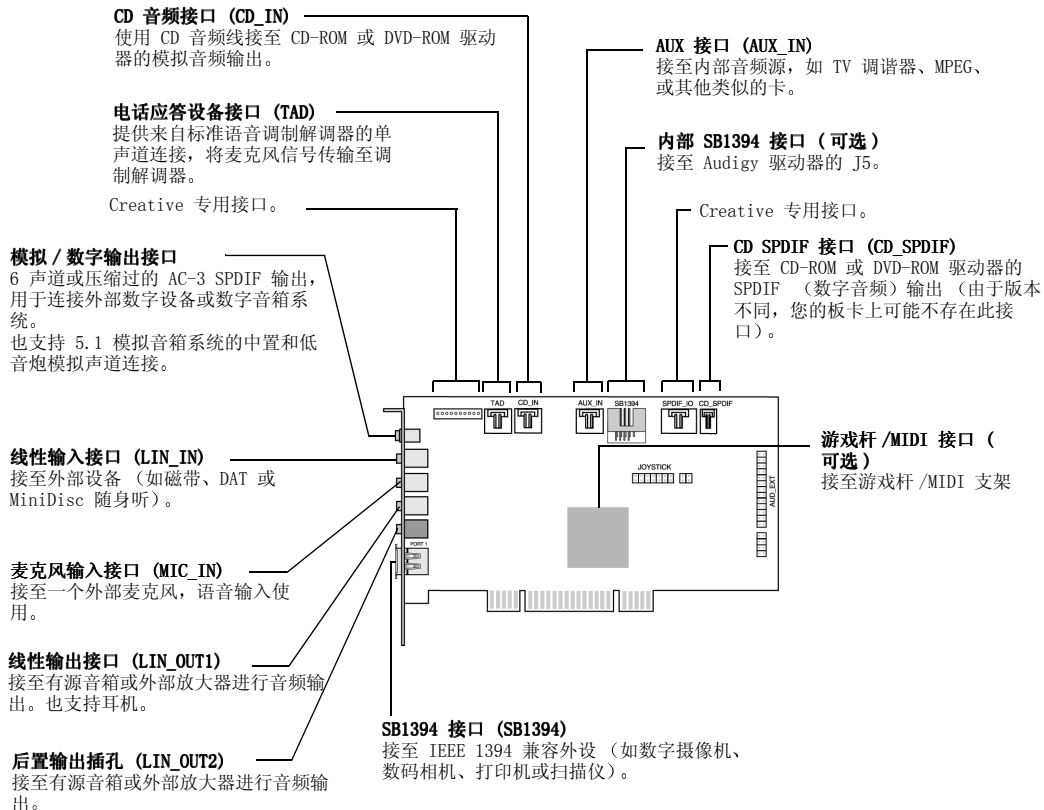 CD 音频接口 (CD_IN)
使用 CD 音频线接至 CD-ROM 或 DVD-ROM 驱动
器的模拟音频输出。
电话应答设备接口 (TAD)
提供来自标准语音调制解调器的单
声道连接，将麦克风信号传输至调
制解调器。
Creative 专用接口。
模拟 / 数字输出接口
6 声道或压缩过的 AC-3 SPDIF 输出，
用于连接外部数字设备或数字音箱系
统。
也支持 5.1 模拟音箱系统的中置和低
音炮模拟声道连接。
线性输入接口 (LIN_IN)
接至外部设备 （如磁带、DAT 或
MiniDisc 随身听）。
麦克风输入接口 (MIC_IN)
接至一个外部麦克风，语音输入使
用。
线性输出接口 (LIN_OUT1)
接至有源音箱或外部放大器进行音频输
出。也支持耳机。
后置输出插孔 (LIN_OUT2)
接至有源音箱或外部放大器进行音频输
出。
AUX 接口 (AUX_IN)
接至内部音频源，如 TV 调谐器、MPEG、
或其他类似的卡。
内部 SB1394 接口 ( 可选 )
接至 Audigy 驱动器的 J5。
Creative 专用接口。
CD SPDIF 接口 (CD_SPDIF)
接至 CD-ROM 或 DVD-ROM 驱动器的
SPDIF （数字音频）输出 （由于版本
不同，您的板卡上可能不存在此接
口）。
TAD CD_IN AUX_IN SB1394 SPDIF_IO CD_SPDIF
JOYSTICK
AUD_EXT
PORT 1
游戏杆 /MIDI 接口 (
可选 )
接至游戏杆 /MIDI 支架
SB1394 接口 (SB1394)
接至 IEEE 1394 兼容外设 （如数字摄像机、
数码相机、打印机或扫描仪）。